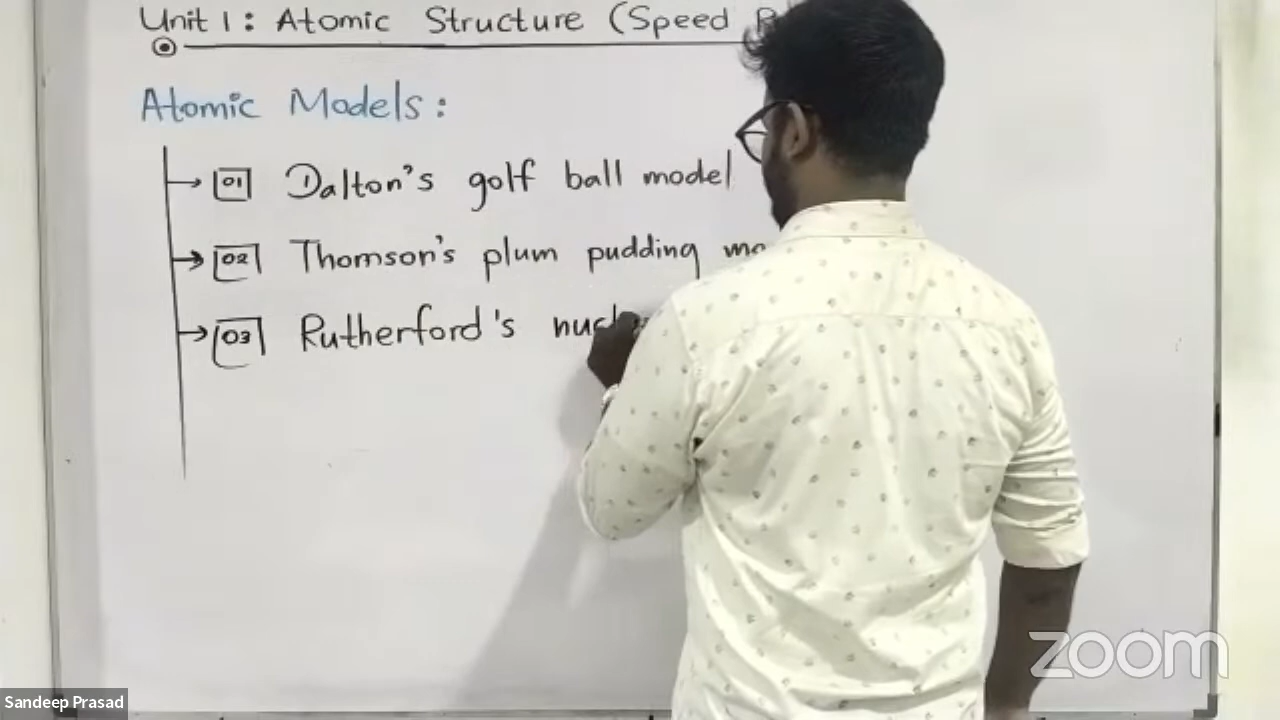 Unit 1: Atomic Structure (Speed
Atomic Models:
01 Dalton's golf ball model
02 Thomson's plum pudding
03 Rutherford's
zoom
Sandeep Prasad